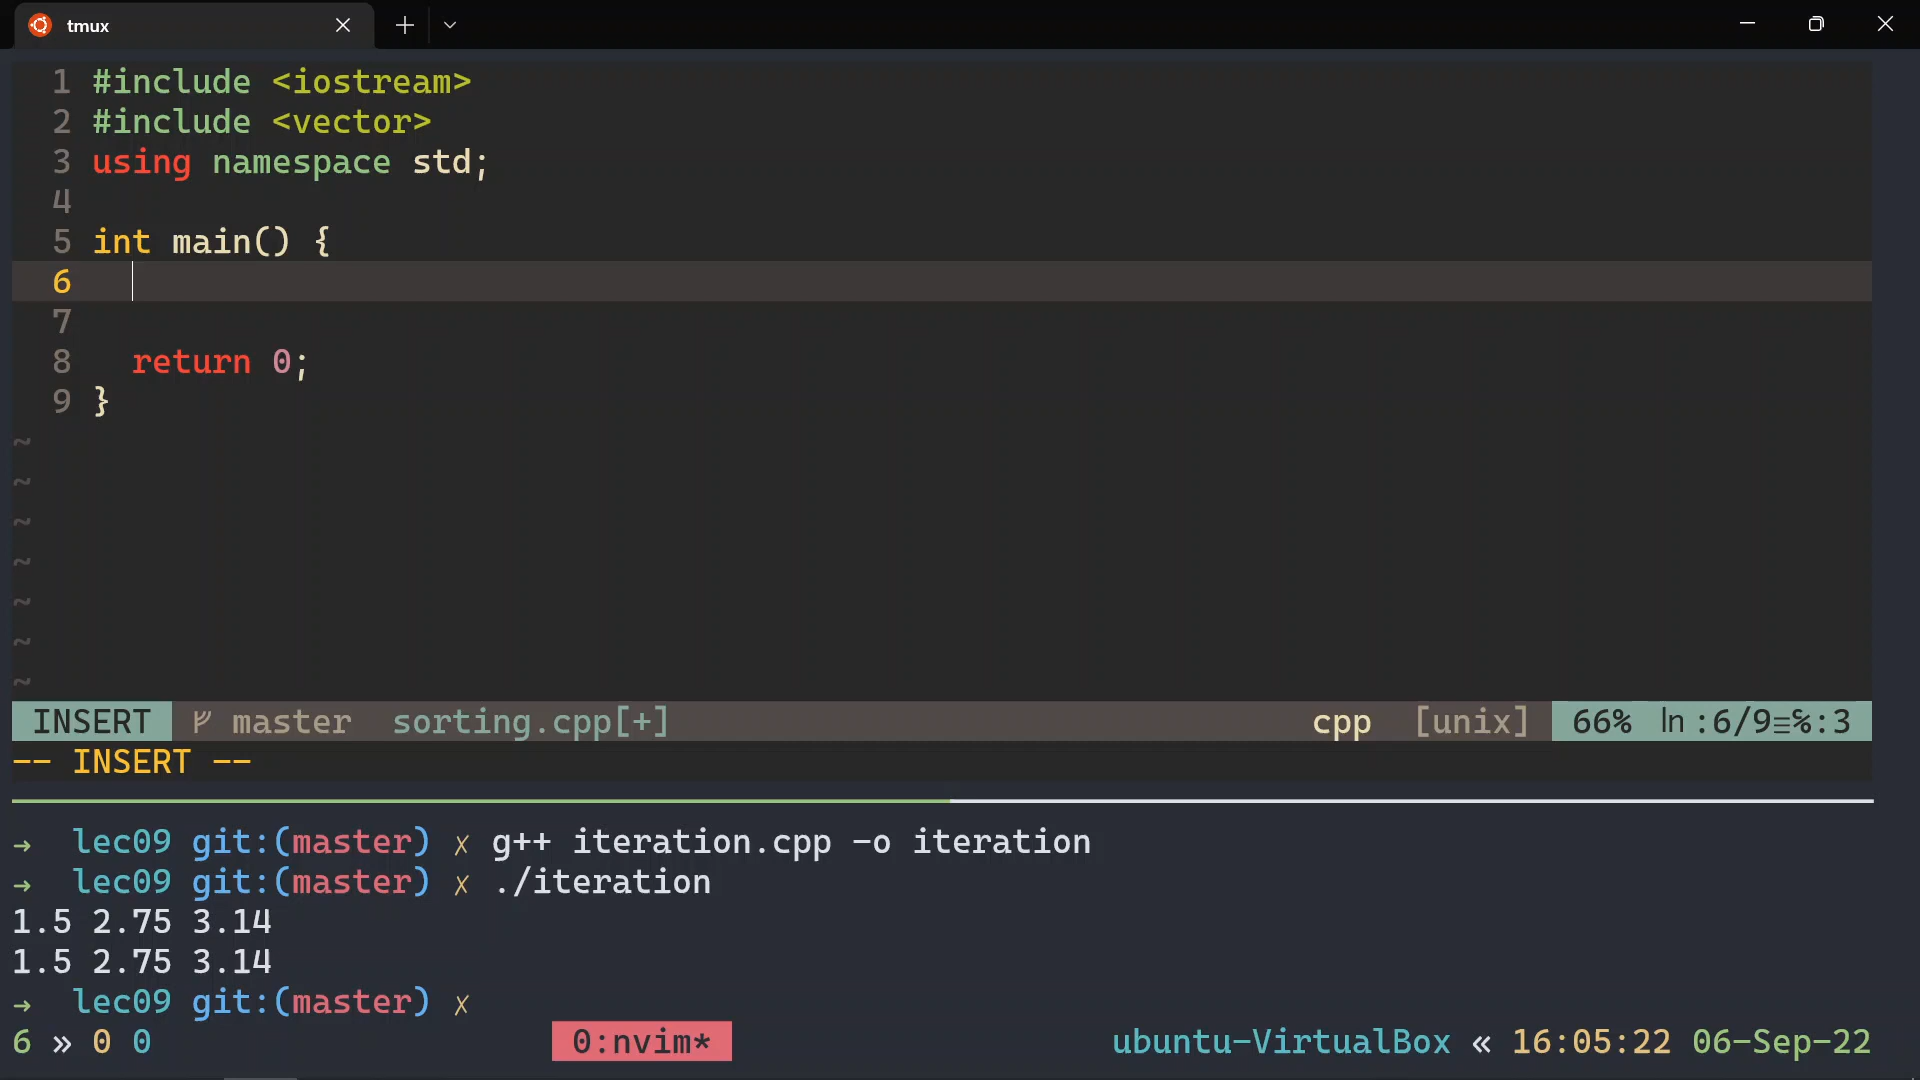 tmux
1 #include <iostream>
2 #include <vector>
3 using namespace std;
4
5 int main() {
6
7
8   return 0;
9 }
~
~
~
~
~
~
~
INSERT master sorting.cpp[+] cpp [unix] 66% ln :6/9≡℅:3
-- INSERT --
→ lec09 git:(master) ✗ g++ iteration.cpp -o iteration
→ lec09 git:(master) ✗ ./iteration
1.5 2.75 3.14
1.5 2.75 3.14
→ lec09 git:(master) ✗
6 » 0 0 0:nvim* ubuntu-VirtualBox « 16:05:22 06-Sep-22